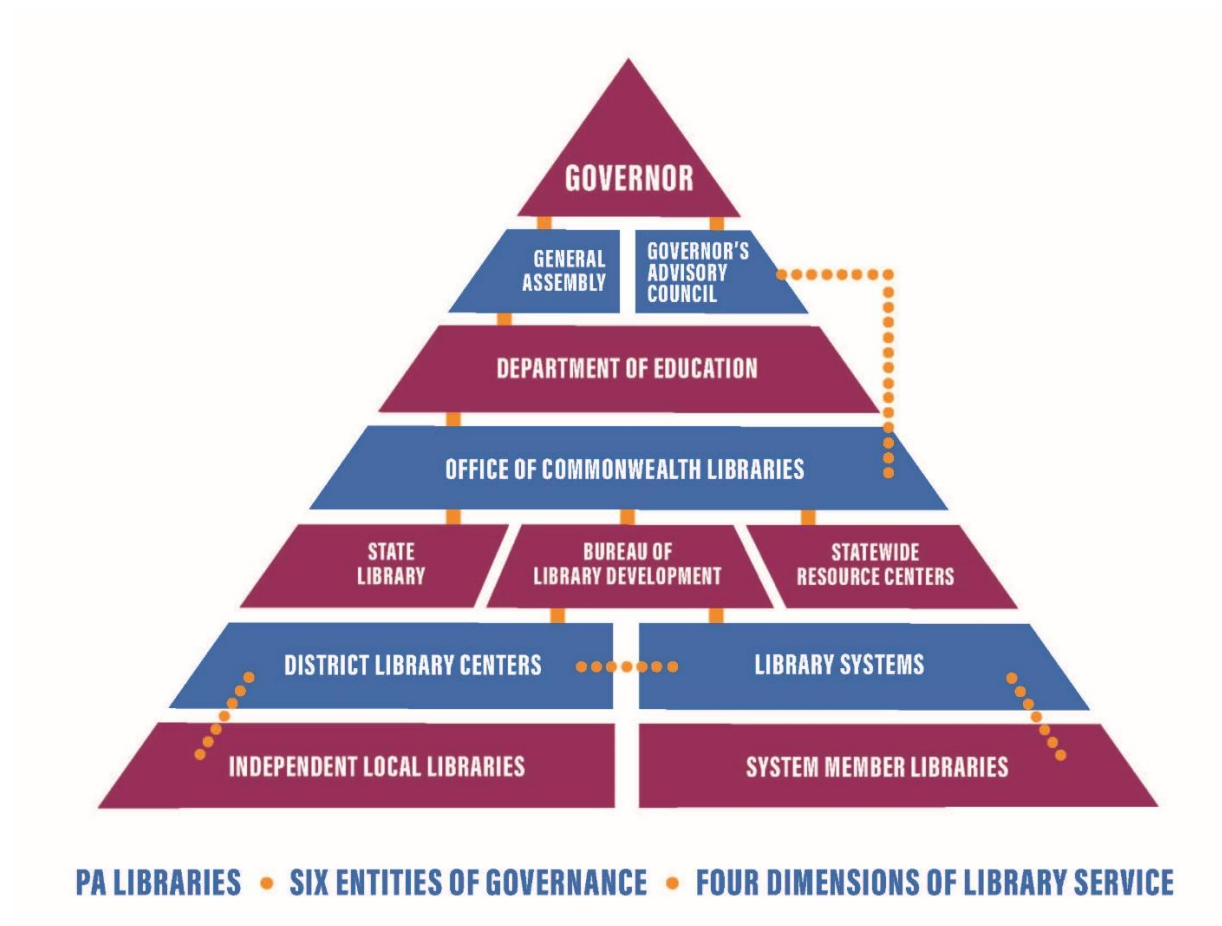 GOVERNOR
GENERAL
ASSEMBLY
GOVERNOR'S
ADVISORY
COUNCIL
DEPARTMENT OF EDUCATION
OFFICE OF COMMONWEALTH LIBRARIES
STATE
LIBRARY
BUREAU OF
LIBRARY DEVELOPMENT
STATEWIDE
RESOURCE CENTERS
DISTRICT LIBRARY CENTERS
LIBRARY SYSTEMS
INDEPENDENT LOCAL LIBRARIES
SYSTEM MEMBER LIBRARIES
PA LIBRARIES • SIX ENTITIES OF GOVERNANCE • FOUR DIMENSIONS OF LIBRARY SERVICE